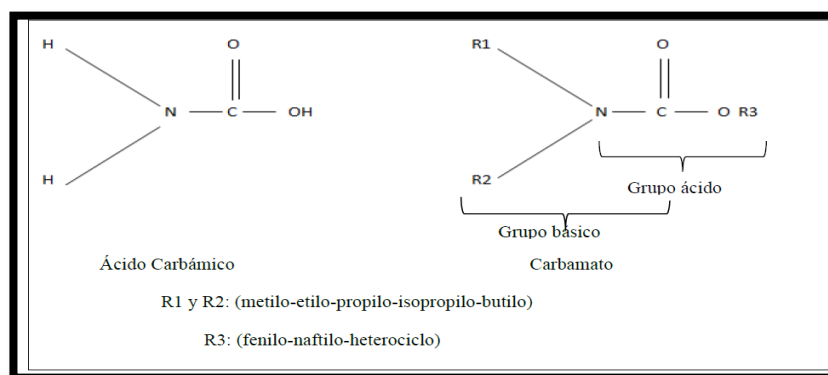 H O R1 O
N C OH N C O R3
H R2 Grupo ácido
Grupo básico
Ácido Carbámico Carbamato
R1 y R2: (metilo-etilo-propilo-isopropilo-butilo)
R3: (fenilo-naftilo-heterociclo)